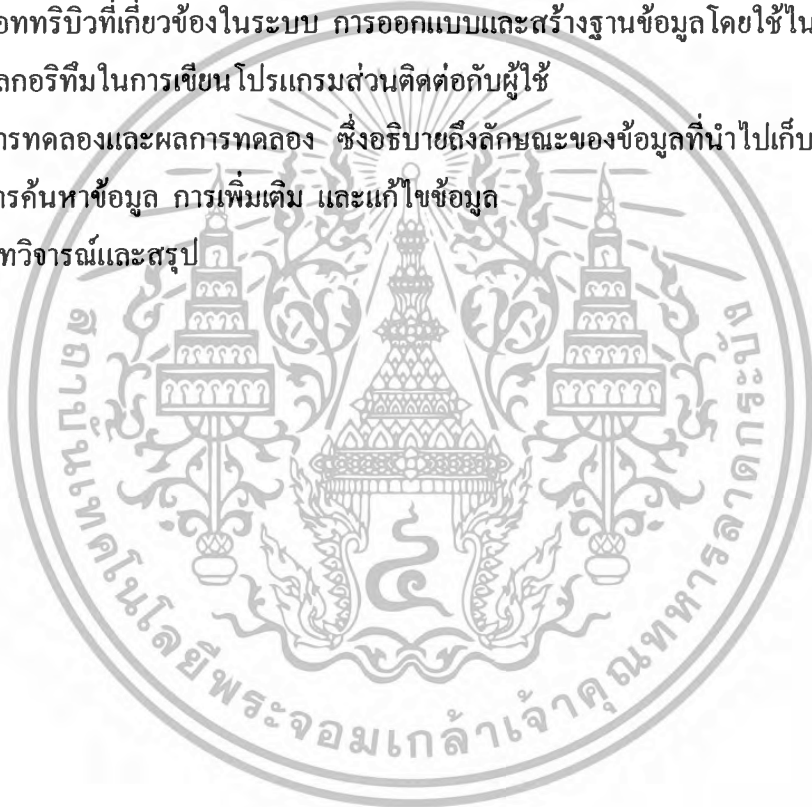 อททริบิวที่เกี่ยวข้องในระบบ การออกแบบและสร้างฐานข้อมูลโดยใช้ใน
ลกอริทึมในการเขียนโปรแกรมส่วนติดต่อกับผู้ใช้
ารทดลองและผลการทดลอง ซึ่งอธิบายถึงลักษณะของข้อมูลที่นำไปเก็บ
ารค้นหาข้อมูล การเพิ่มเติม และแก้ไขข้อมูล
ทวิจารณ์และสรุป
สถาบันเทคโนโลยีพระจอมเกล้าเจ้าคุณทหารลาดกระบัง